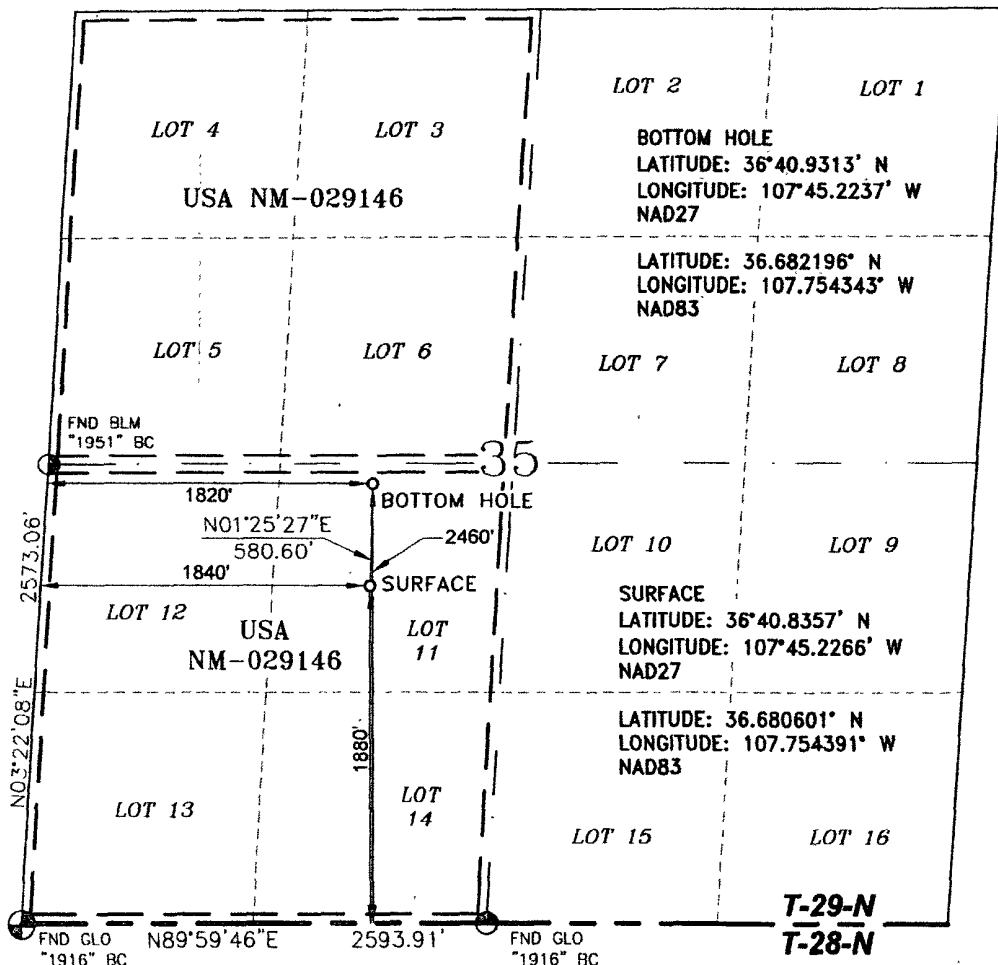 LOT 4
LOT 3
LOT 2
LOT 1
USA NM-029146
BOTTOM HOLE
LATITUDE: 36°40.9313' N
LONGITUDE: 107°45.2237' W
NAD27
LATITUDE: 36.682196° N
LONGITUDE: 107.754343° W
NAD83
LOT 5
LOT 6
LOT 7
LOT 8
FND BLM
"1951" BC
35
1820'
BOTTOM HOLE
N01°25'27"E
580.60'
2460'
1840'
SURFACE
LOT 10
LOT 9
2573.06'
N03°22'08"E
LOT 12
USA
NM-029146
LOT
11
SURFACE
LATITUDE: 36°40.8357' N
LONGITUDE: 107°45.2266' W
NAD27
LATITUDE: 36.680601° N
LONGITUDE: 107.754391° W
NAD83
1880'
LOT 13
LOT
14
LOT 15
LOT 16
T-29-N
T-28-N
FND GLO
"1916" BC
N89°59'46"E
2593.91'
FND GLO
"1916" BC